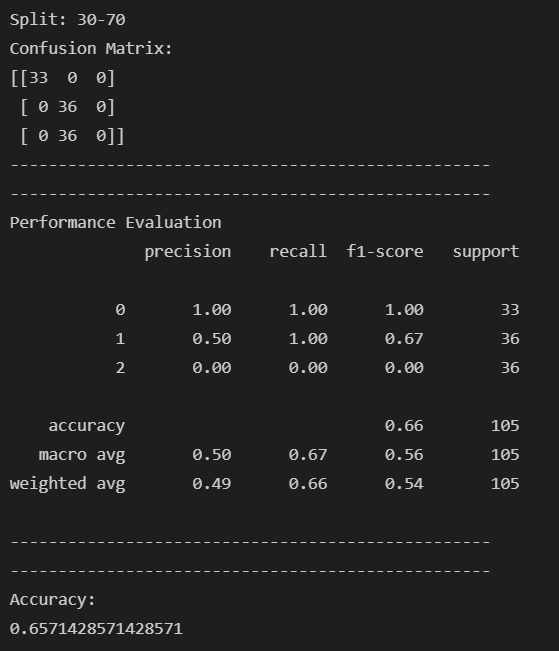 Split: 30-70
Confusion Matrix:
[[33  0  0]
 [ 0 36  0]
 [ 0 36  0]]
--------------------------------------------------
--------------------------------------------------
Performance Evaluation
              precision    recall  f1-score   support

           0       1.00      1.00      1.00        33
           1       0.50      1.00      0.67        36
           2       0.00      0.00      0.00        36

    accuracy                           0.66       105
   macro avg       0.50      0.67      0.56       105
weighted avg       0.49      0.66      0.54       105

--------------------------------------------------
--------------------------------------------------
Accuracy:
0.6571428571428571